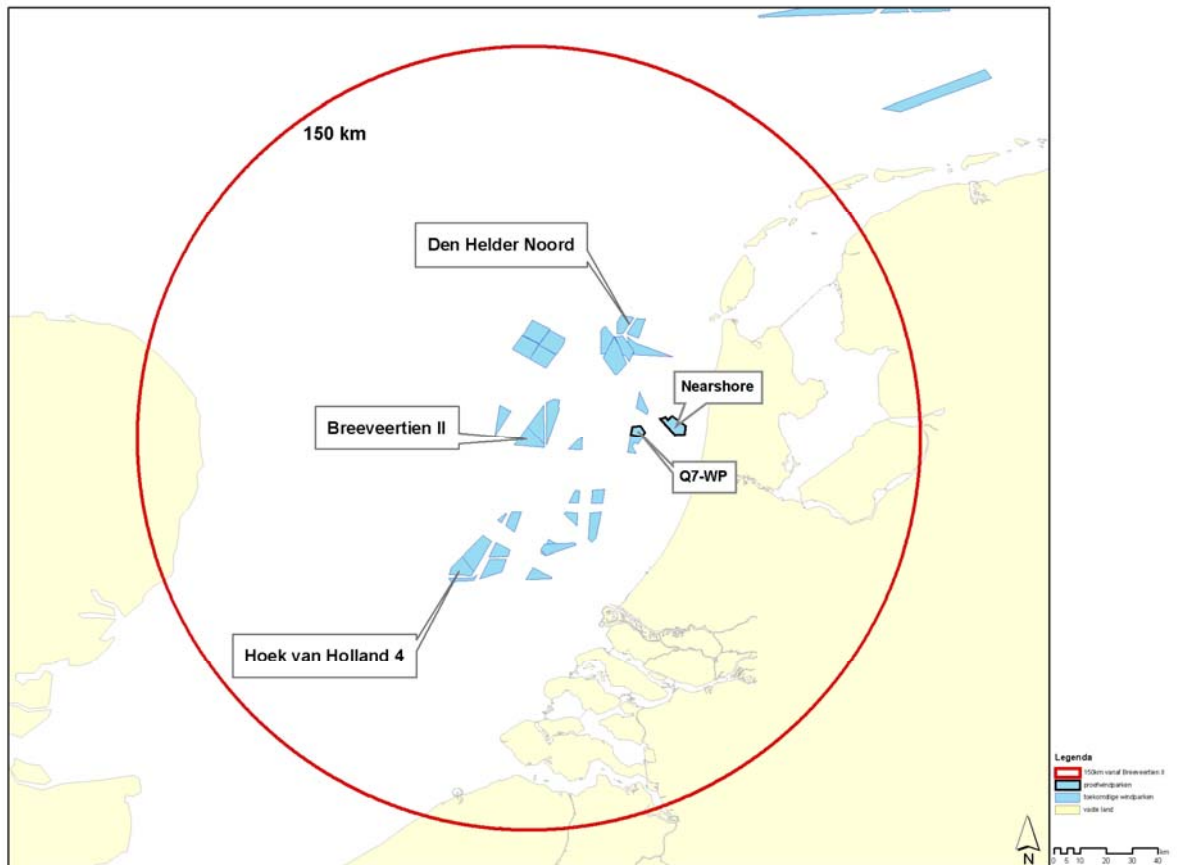 150 km
Den Helder Noord
Nearshore
Breeveertien II
Q7-WP
Hoek van Holland 4
Legenda
150km vanaf Breeveertien II
proefwindparken
toekomstige windparken
vaste land
km
0 5 10 20 30 40
N